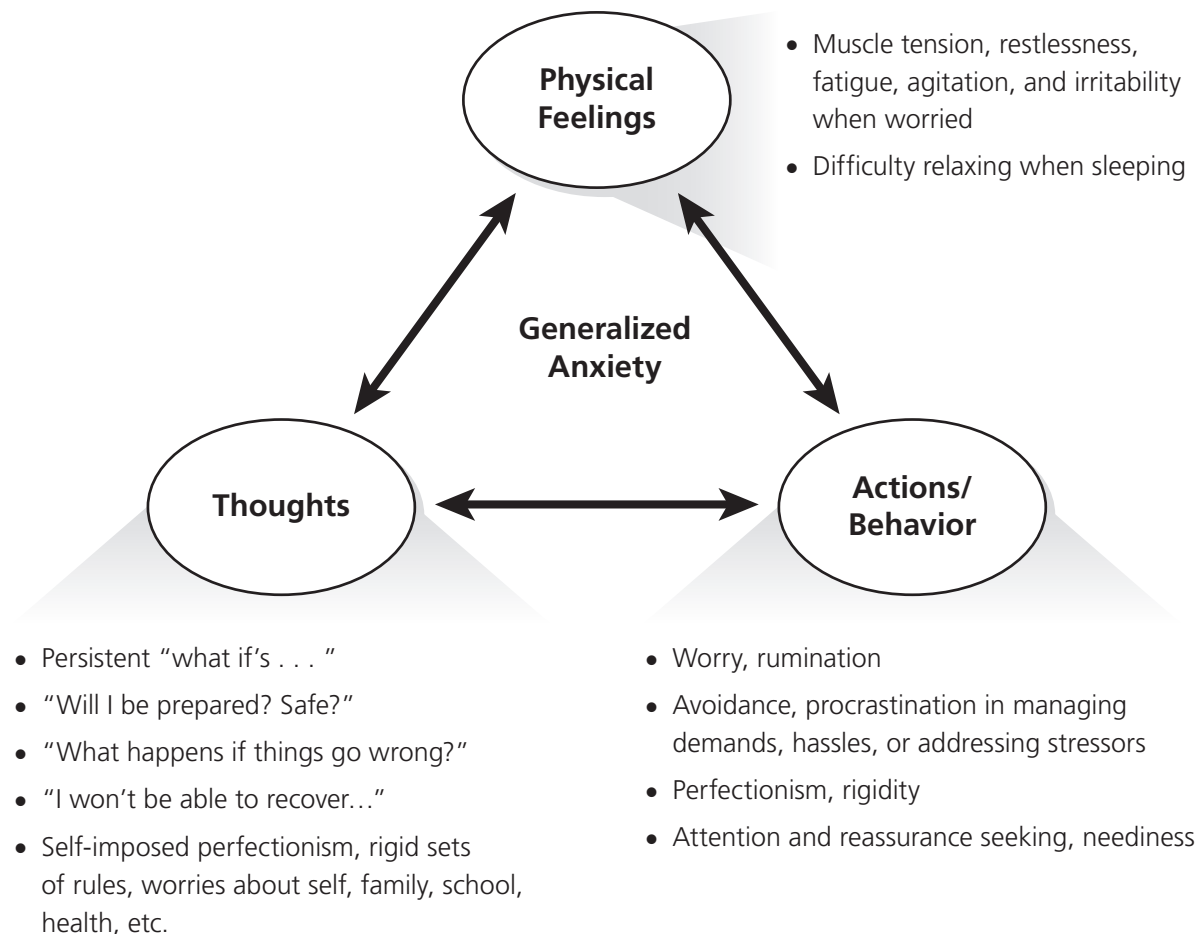 Physical
Feelings
• Muscle tension, restlessness,
fatigue, agitation, and irritability
when worried
• Difficulty relaxing when sleeping
Generalized
Anxiety
Thoughts
Actions/
Behavior
• Persistent “what if’s . . . ”
• “Will I be prepared? Safe?”
• “What happens if things go wrong?”
• “I won’t be able to recover…”
• Self-imposed perfectionism, rigid sets
of rules, worries about self, family, school,
health, etc.
• Worry, rumination
• Avoidance, procrastination in managing
demands, hassles, or addressing stressors
• Perfectionism, rigidity
• Attention and reassurance seeking, neediness